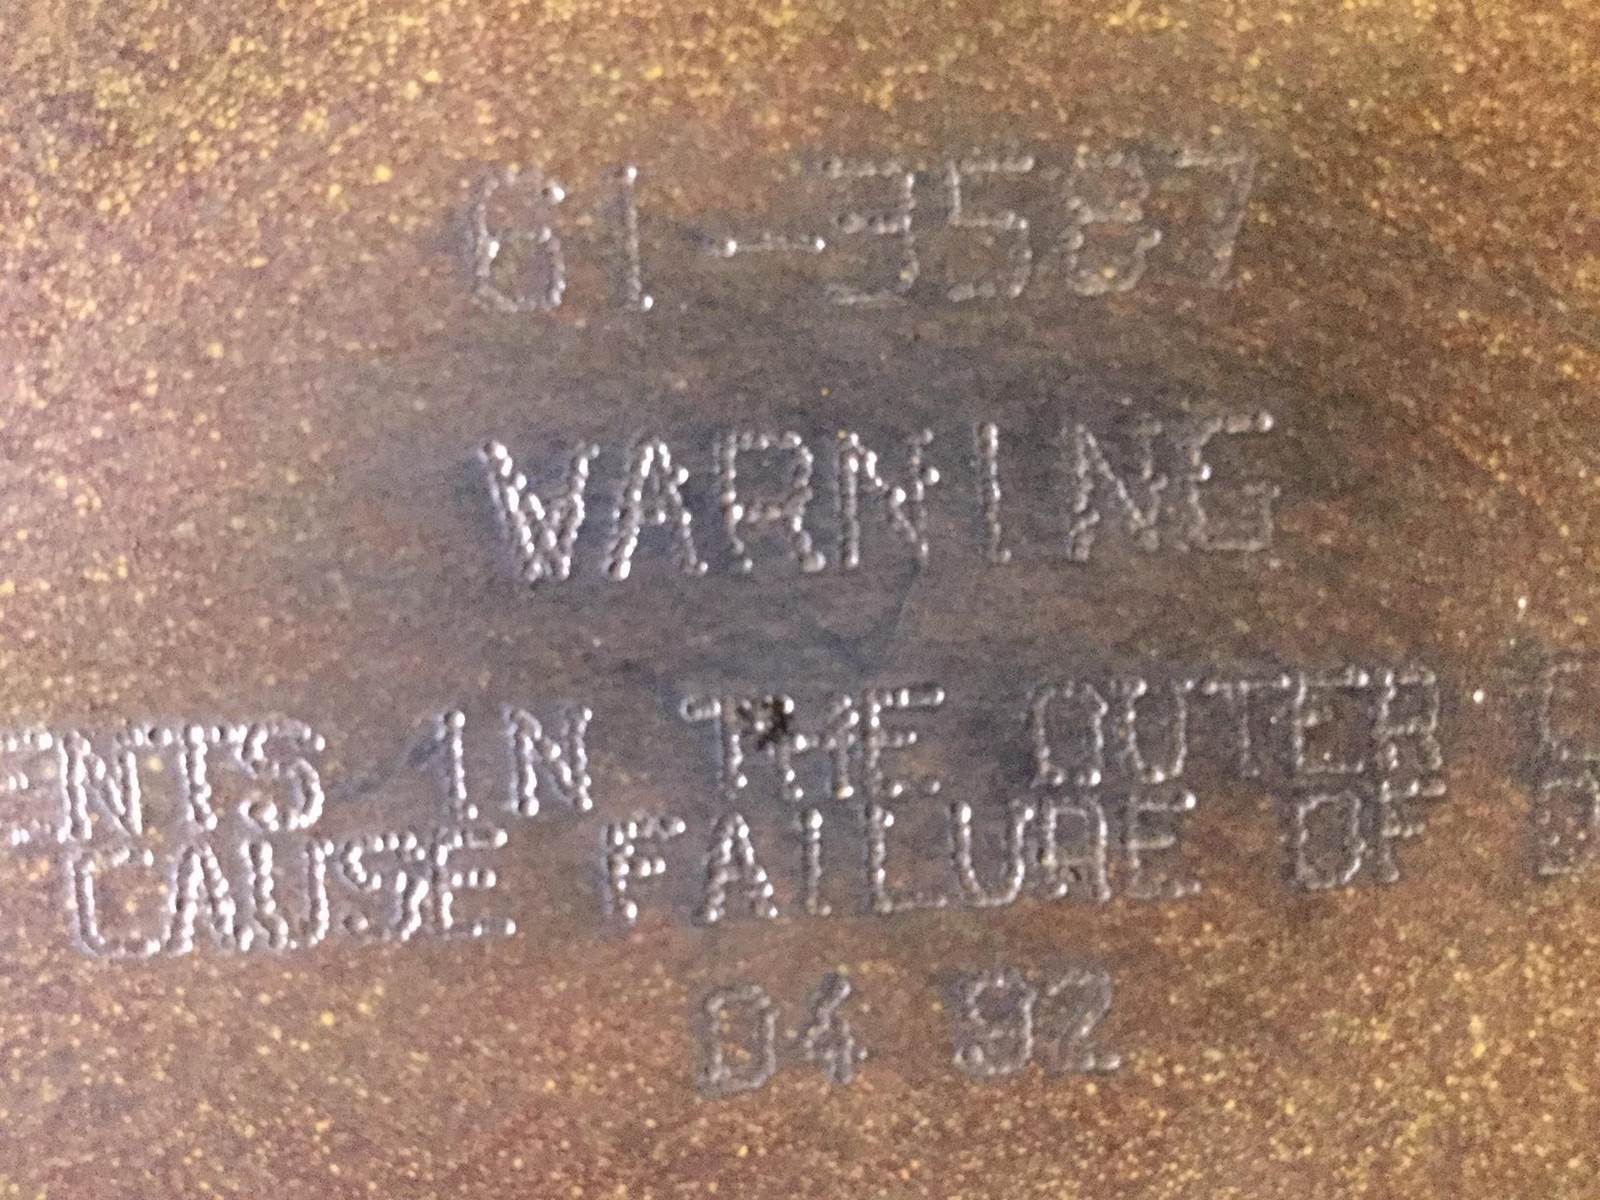 61-3587
WARNING
ENTS IN THE OUTER
CAUSE FAILURE OF
04 92